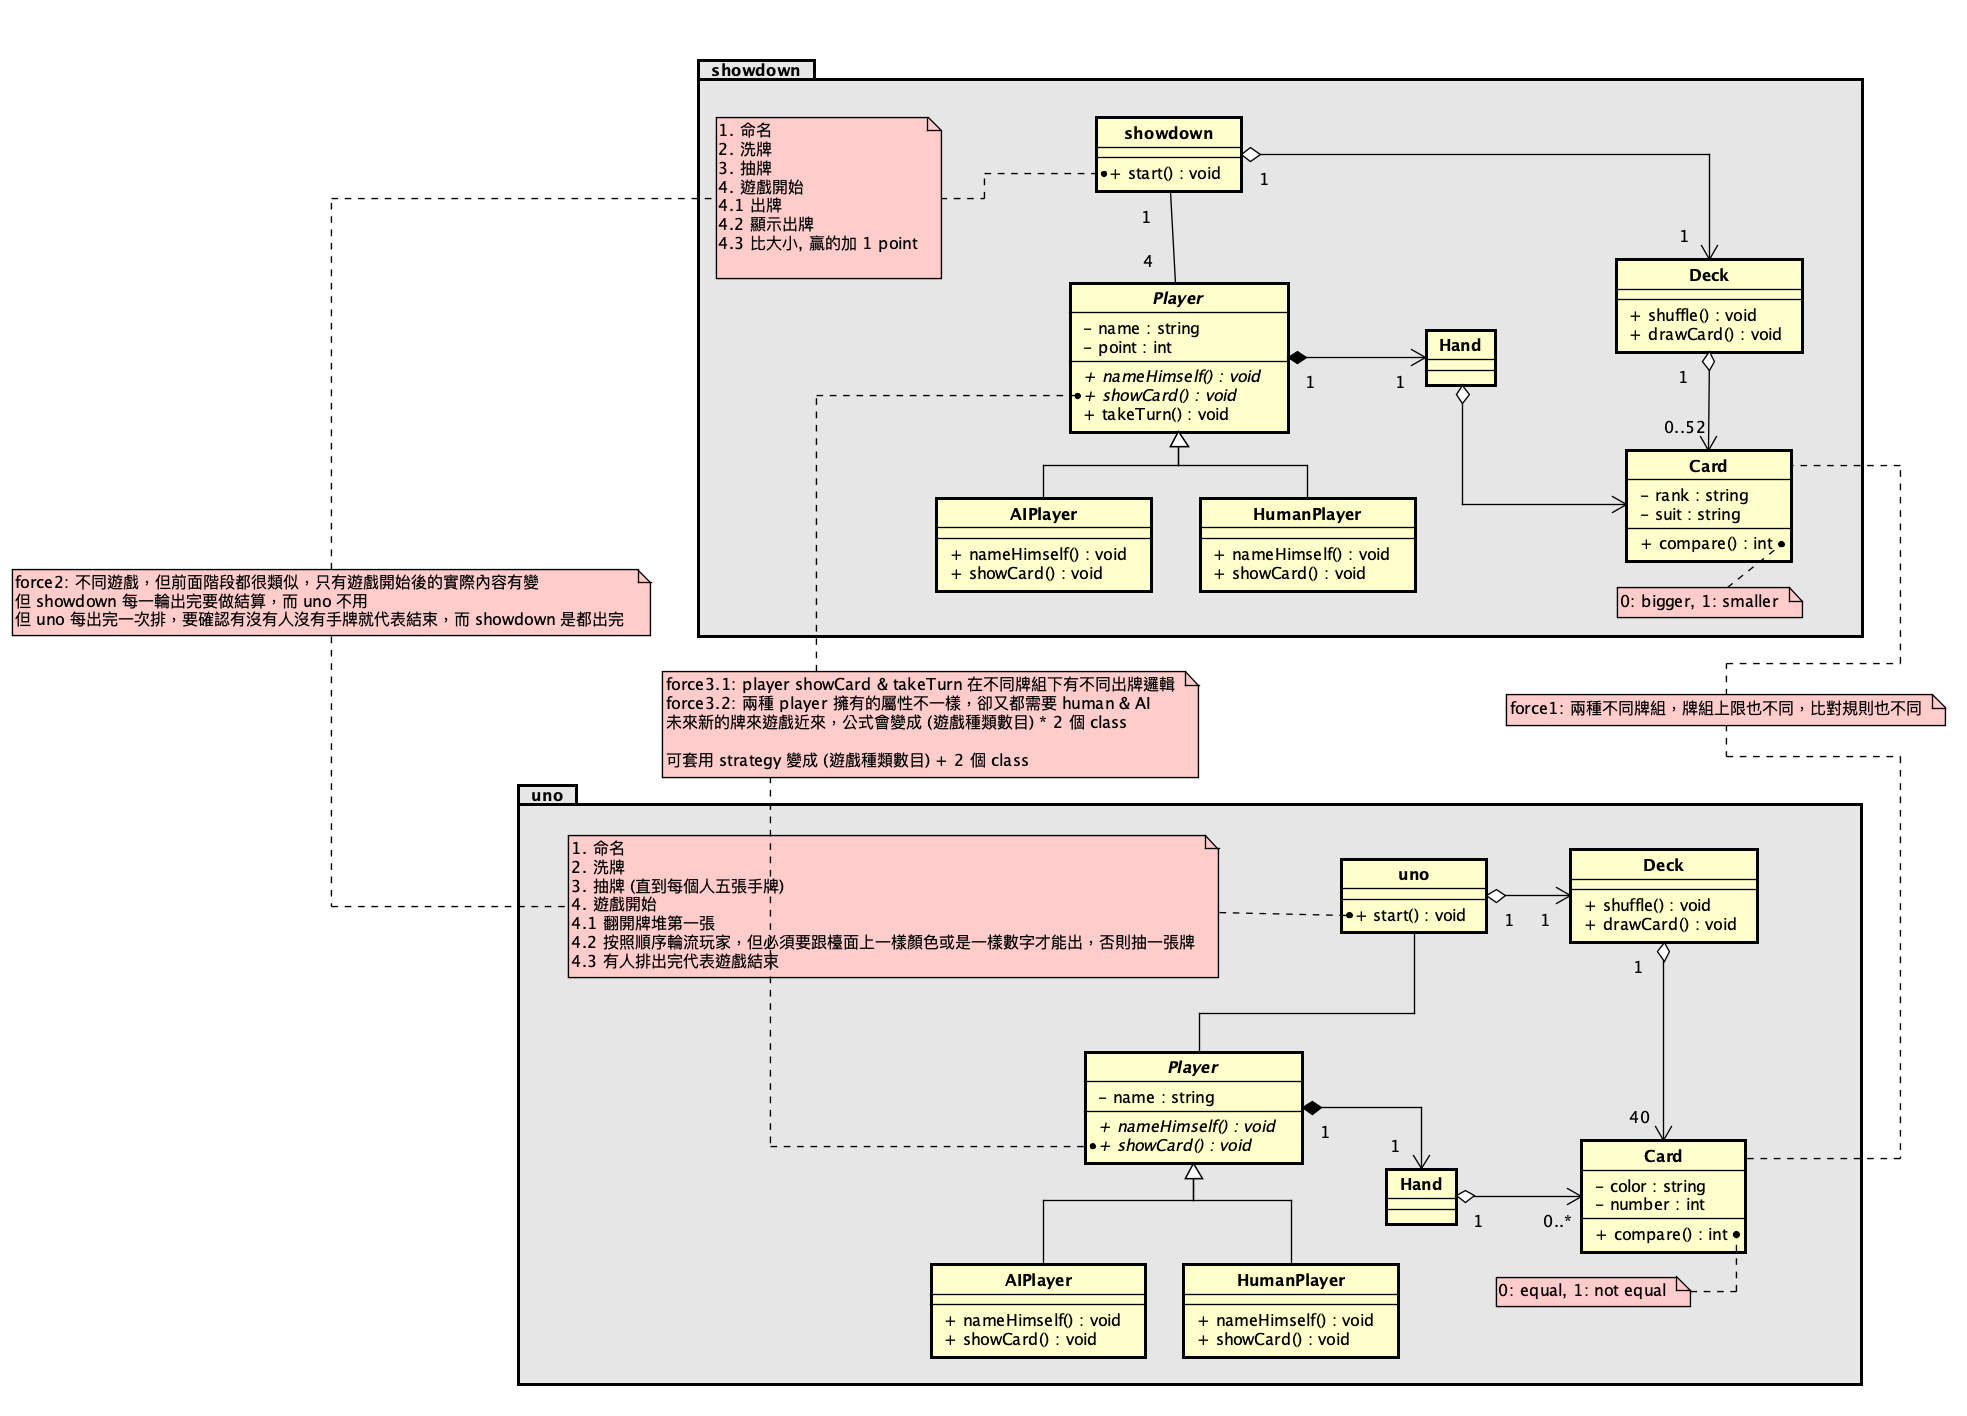 showdown
1. 命名
2. 洗牌
3. 抽牌
4. 遊戲開始
4.1 出牌
4.2 顯示出牌
4.3 比大小, 贏的加 1 point
showdown
+ start() : void
1
1
1
4
Player
- name : string
- point : int
+ nameHimself() : void
+ showCard() : void
+ takeTurn() : void
1
1
Hand
Deck
+ shuffle() : void
+ drawCard() : void
1
0..52
Card
- rank : string
- suit : string
+ compare() : int
0: bigger, 1: smaller
AIPlayer
+ nameHimself() : void
+ showCard() : void
HumanPlayer
+ nameHimself() : void
+ showCard() : void
force2: 不同遊戲，但前面階段都很類似，只有遊戲開始後的實際內容有變
但 showdown 每一輪出完要做結算，而 uno 不用
但 uno 每出完一次排，要確認有沒有人沒有手牌就代表結束，而 showdown 是都出完
force3.1: player showCard & takeTurn 在不同牌組下有不同出牌邏輯
force3.2: 兩種 player 擁有的屬性不一樣，卻又都需要 human & AI
未來新的牌來遊戲近來，公式會變成 (遊戲種類數目) * 2 個 class
可套用 strategy 變成 (遊戲種類數目) + 2 個 class
force1: 兩種不同牌組，牌組上限也不同，比對規則也不同
uno
1. 命名
2. 洗牌
3. 抽牌 (直到每個人五張手牌)
4. 遊戲開始
4.1 翻開牌堆第一張
4.2 按照順序輪流玩家，但必須要跟檯面上一樣顏色或是一樣數字才能出，否則抽一張牌
4.3 有人排出完代表遊戲結束
uno
+ start() : void
1
1
Deck
+ shuffle() : void
+ drawCard() : void
1
40
Player
- name : string
+ nameHimself() : void
+ showCard() : void
1
1
Hand
1
0..*
Card
- color : string
- number : int
+ compare() : int
0: equal, 1: not equal
AIPlayer
+ nameHimself() : void
+ showCard() : void
HumanPlayer
+ nameHimself() : void
+ showCard() : void